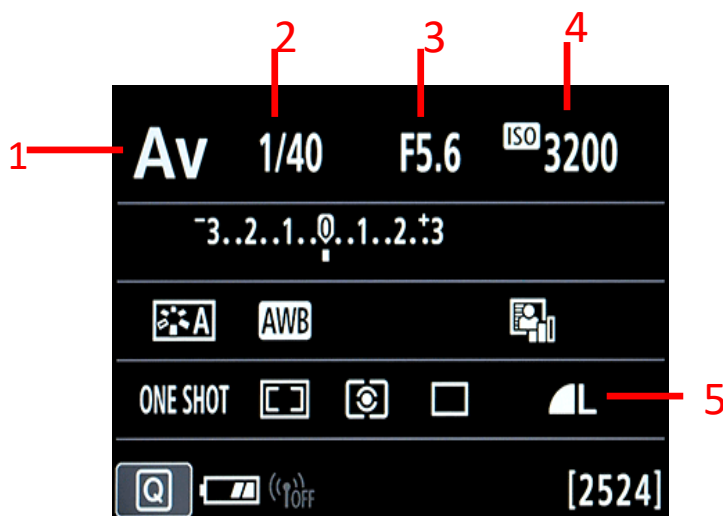 2 3 4
1 Av 1/40 F5.6 ISO 3200
-3..2..1..0..1..2..+3
A AWB
ONE SHOT L 5
Q OFF [2524]